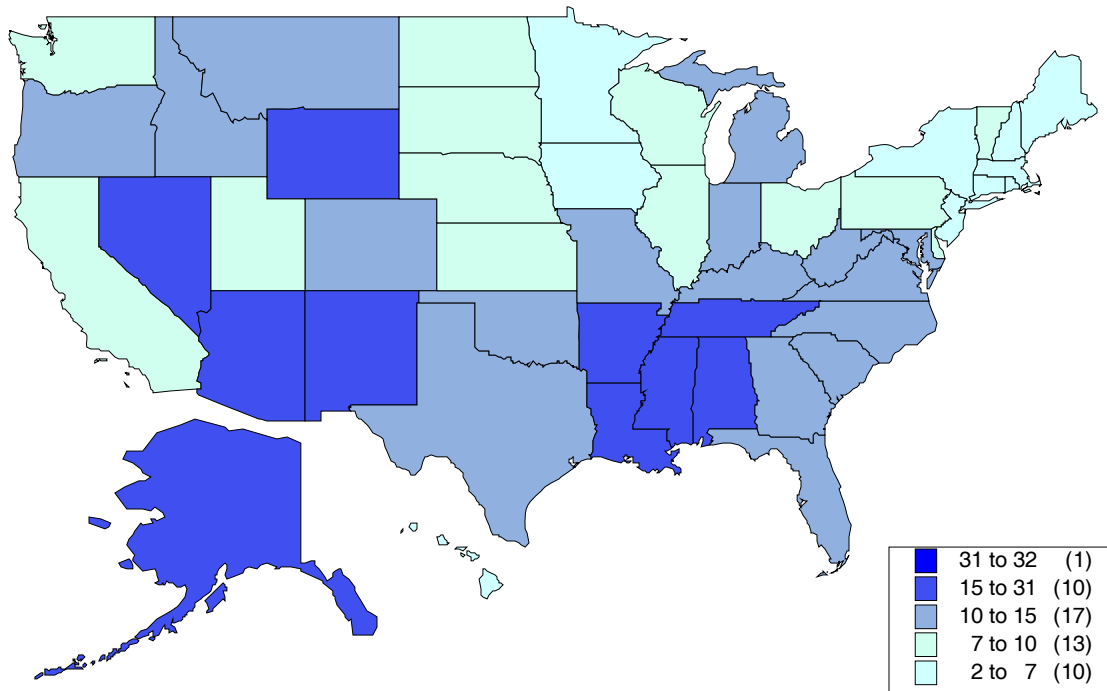 31 to 32 (1)
15 to 31 (10)
10 to 15 (17)
7 to 10 (13)
2 to 7 (10)